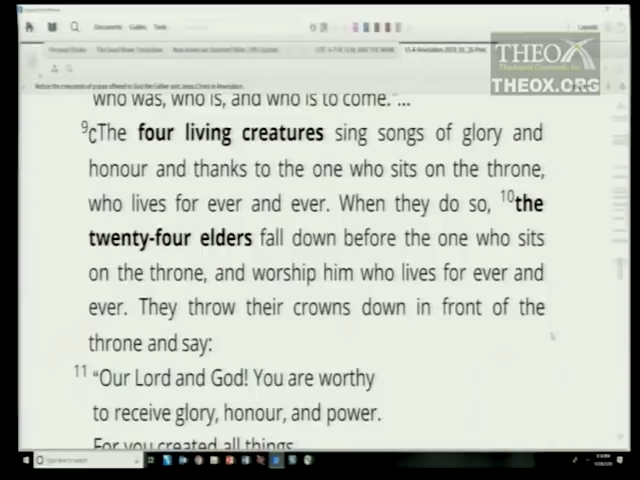 Documents Guides Tools
THEOX
THEOX.ORG
who was, who is, and who is to come."...
9cThe four living creatures sing songs of glory and
honour and thanks to the one who sits on the throne,
who lives for ever and ever. When they do so, 10the
twenty-four elders fall down before the one who sits
on the throne, and worship him who lives for ever and
ever. They throw their crowns down in front of the
throne and say:
11 "Our Lord and God! You are worthy
to receive glory, honour, and power.
For you created all things